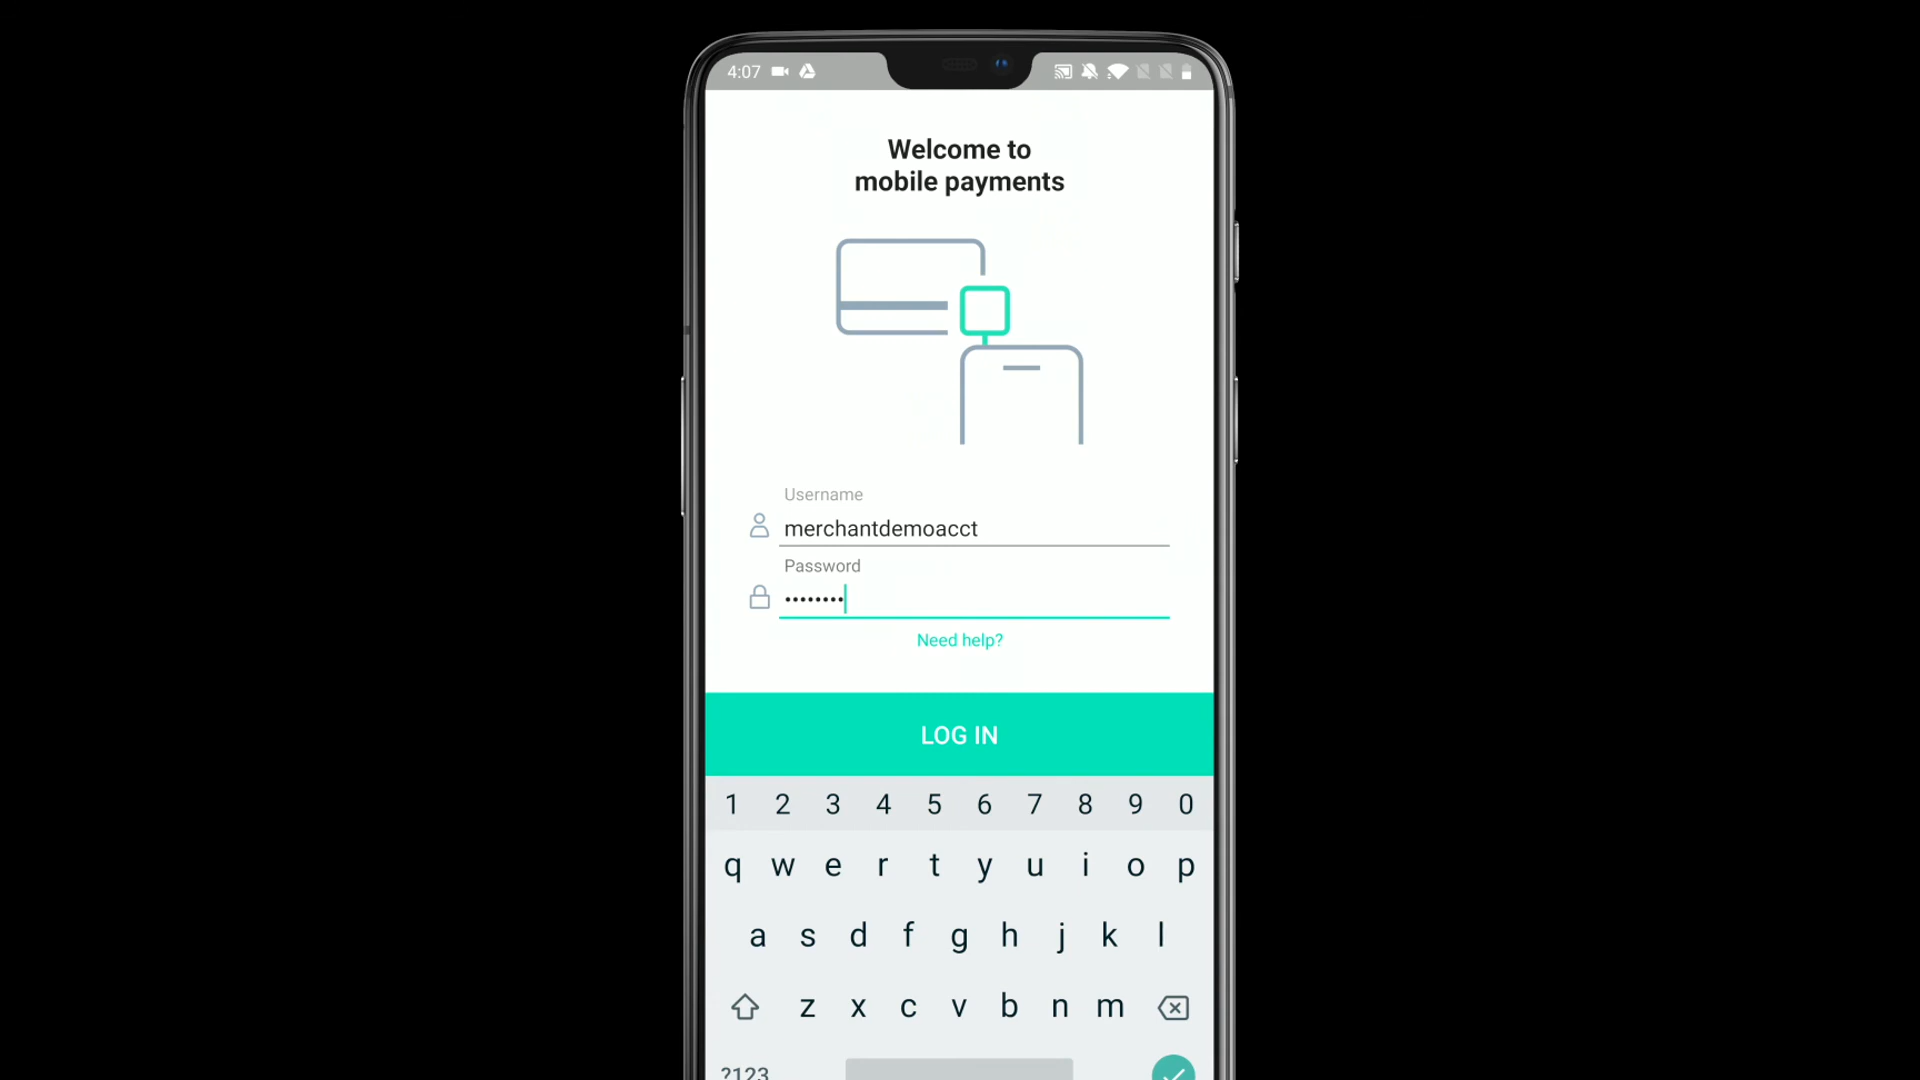 4:07
Welcome to
mobile payments
Username
merchantdemoacct
Password
••••••••
Need help?
LOG IN
1 2 3 4 5 6 7 8 9 0
q w e r t y u i o p
a s d f g h j k l
z x c v b n m
?123